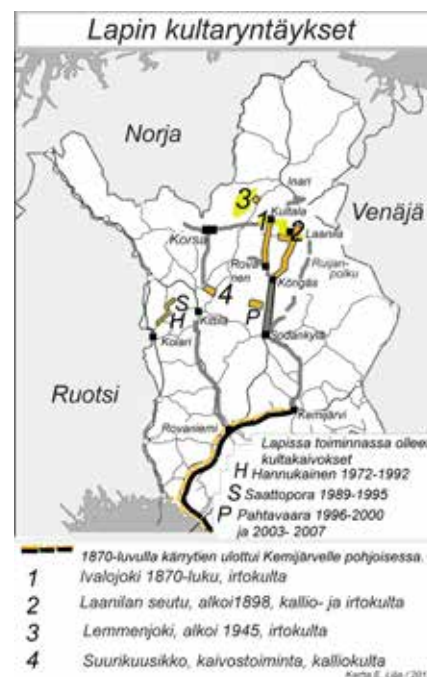 Lapin kultaryntäykset
Norja
Inari
3
Kultala
1
2
Venäjä
Laanila
Korsa
Ruijan-
polku
Rova
nen
Köngäs
4
S
P
H
Kittilä
Sodankylä
Kolari
Ruotsi
Kemijärvi
Rovaniemi
Lapissa toiminnassa olleet
kultakaivokset
H Hannukainen 1972-1992
S Saattopora 1989-1995
P Pahtavaara 1996-2000
ja 2003- 2007
1870-luvulla kärrytien ulottui Kemijärvelle pohjoisessa.
1 Ivalojoki 1870-luku, irtokulta
2 Laanilan seutu, alkoi1898, kallio- ja irtokulta
3 Lemmenjoki, alkoi 1945, irtokulta
4 Suurikuusikko, kaivostoiminta, kalliokulta